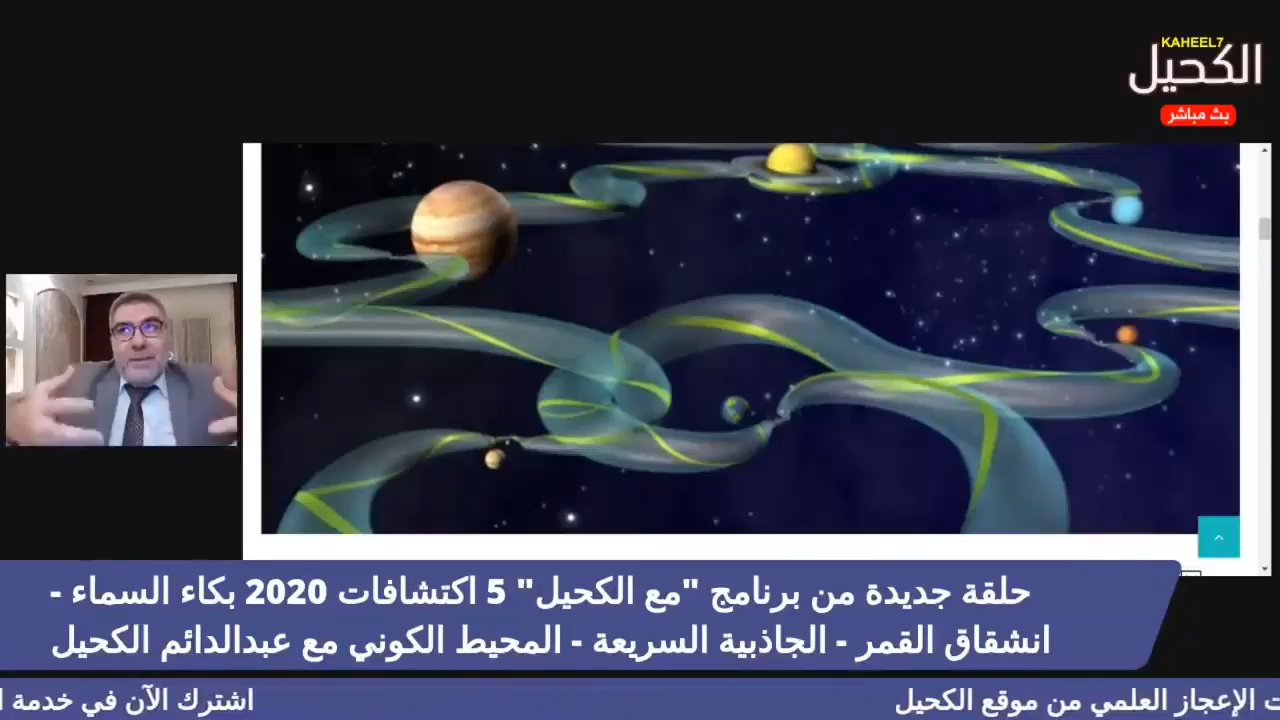 KAHEEL7
الكحيل
بث مباشر
حلقة جديدة من برنامج "مع الكحيل" 5 اكتشافات 2020 بكاء السماء -
انشقاق القمر - الجاذبية السريعة - المحيط الكوني مع عبدالدائم الكحيل
ت الإعجاز العلمي من موقع الكحيل
اشترك الآن في خدمة ا